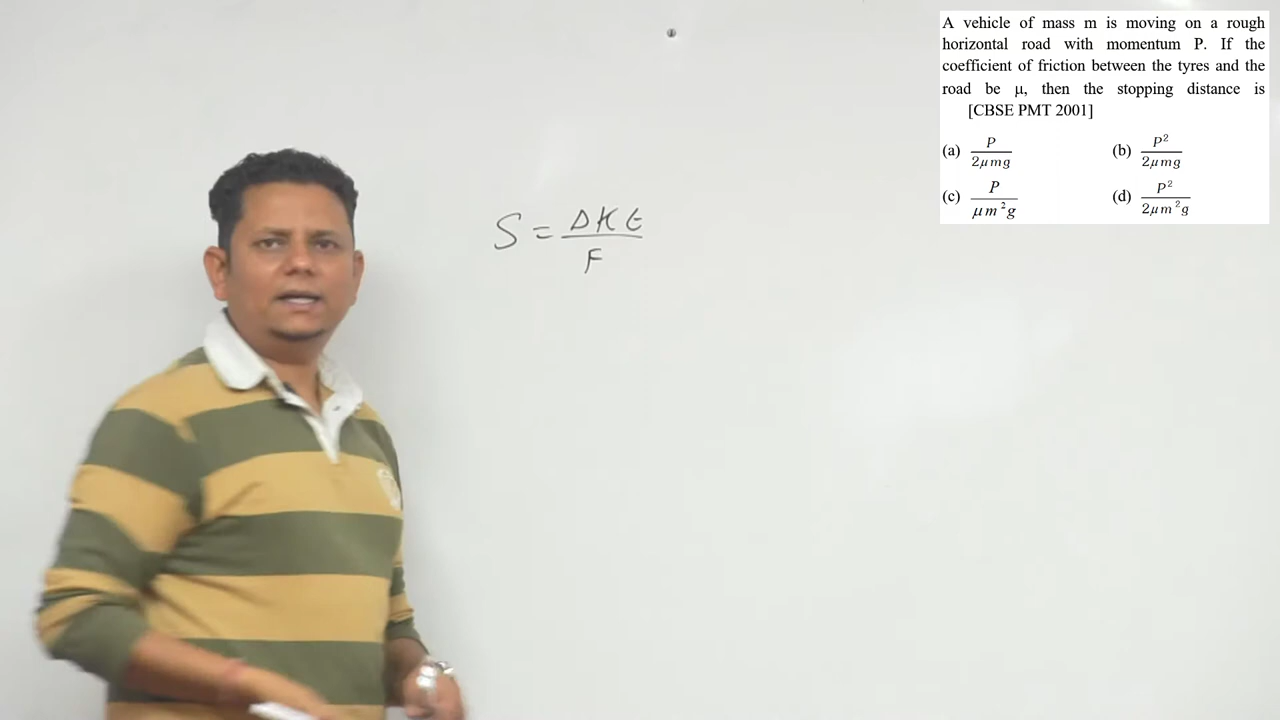 A vehicle of mass m is moving on a rough
horizontal road with momentum P. If the
coefficient of friction between the tyres and the
road be μ, then the stopping distance is
[CBSE PMT 2001]
(a) P/2μmg (b) P²/2μmg
(c) P/μm²g (d) P²/2μm²g
S = ΔKE/F